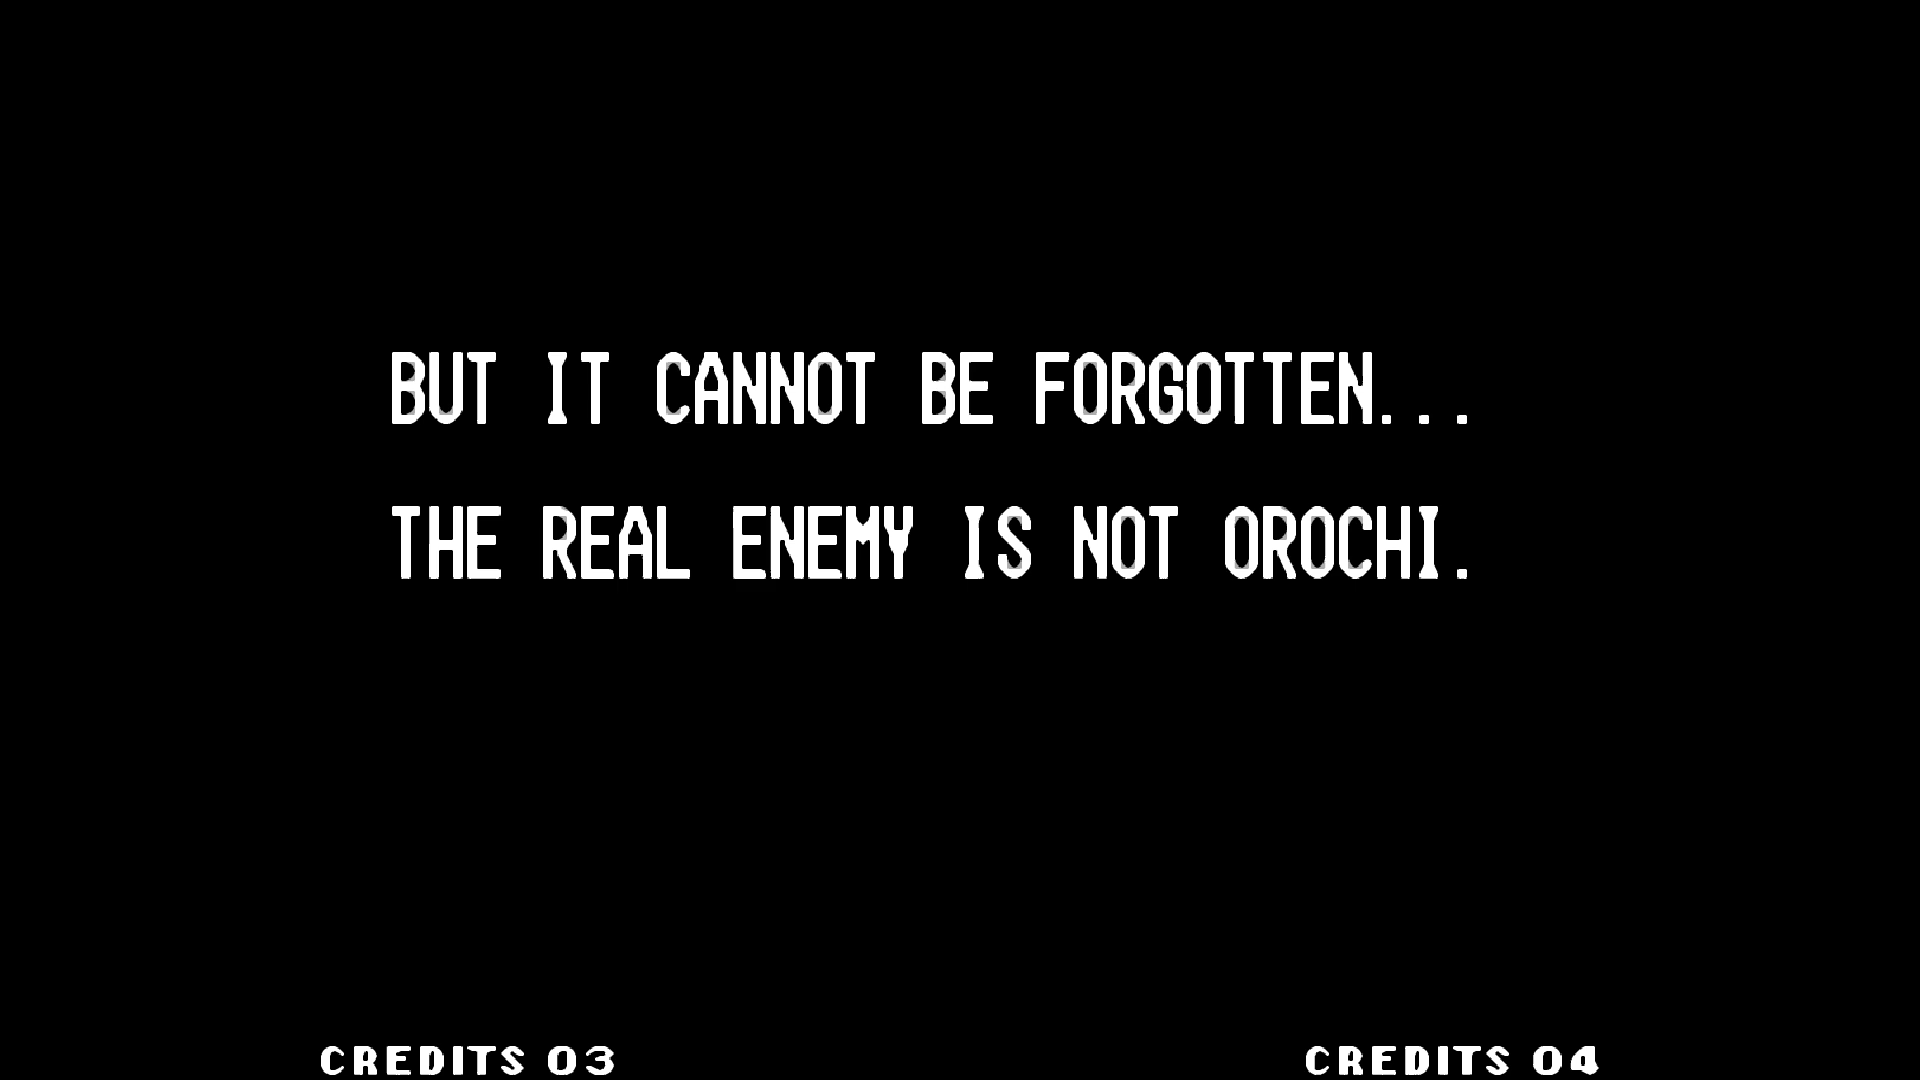 BUT IT CANNOT BE FORGOTTEN...
THE REAL ENEMY IS NOT OROCHI.
CREDITS 03
CREDITS 04